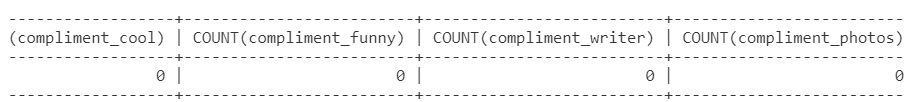 -----------------+-----------------------+------------------------+-----------------------
(compliment_cool) | COUNT(compliment_funny) | COUNT(compliment_writer) | COUNT(compliment_photos)
-----------------+-----------------------+------------------------+-----------------------
0 | 0 | 0 | 0
-----------------+-----------------------+------------------------+-----------------------